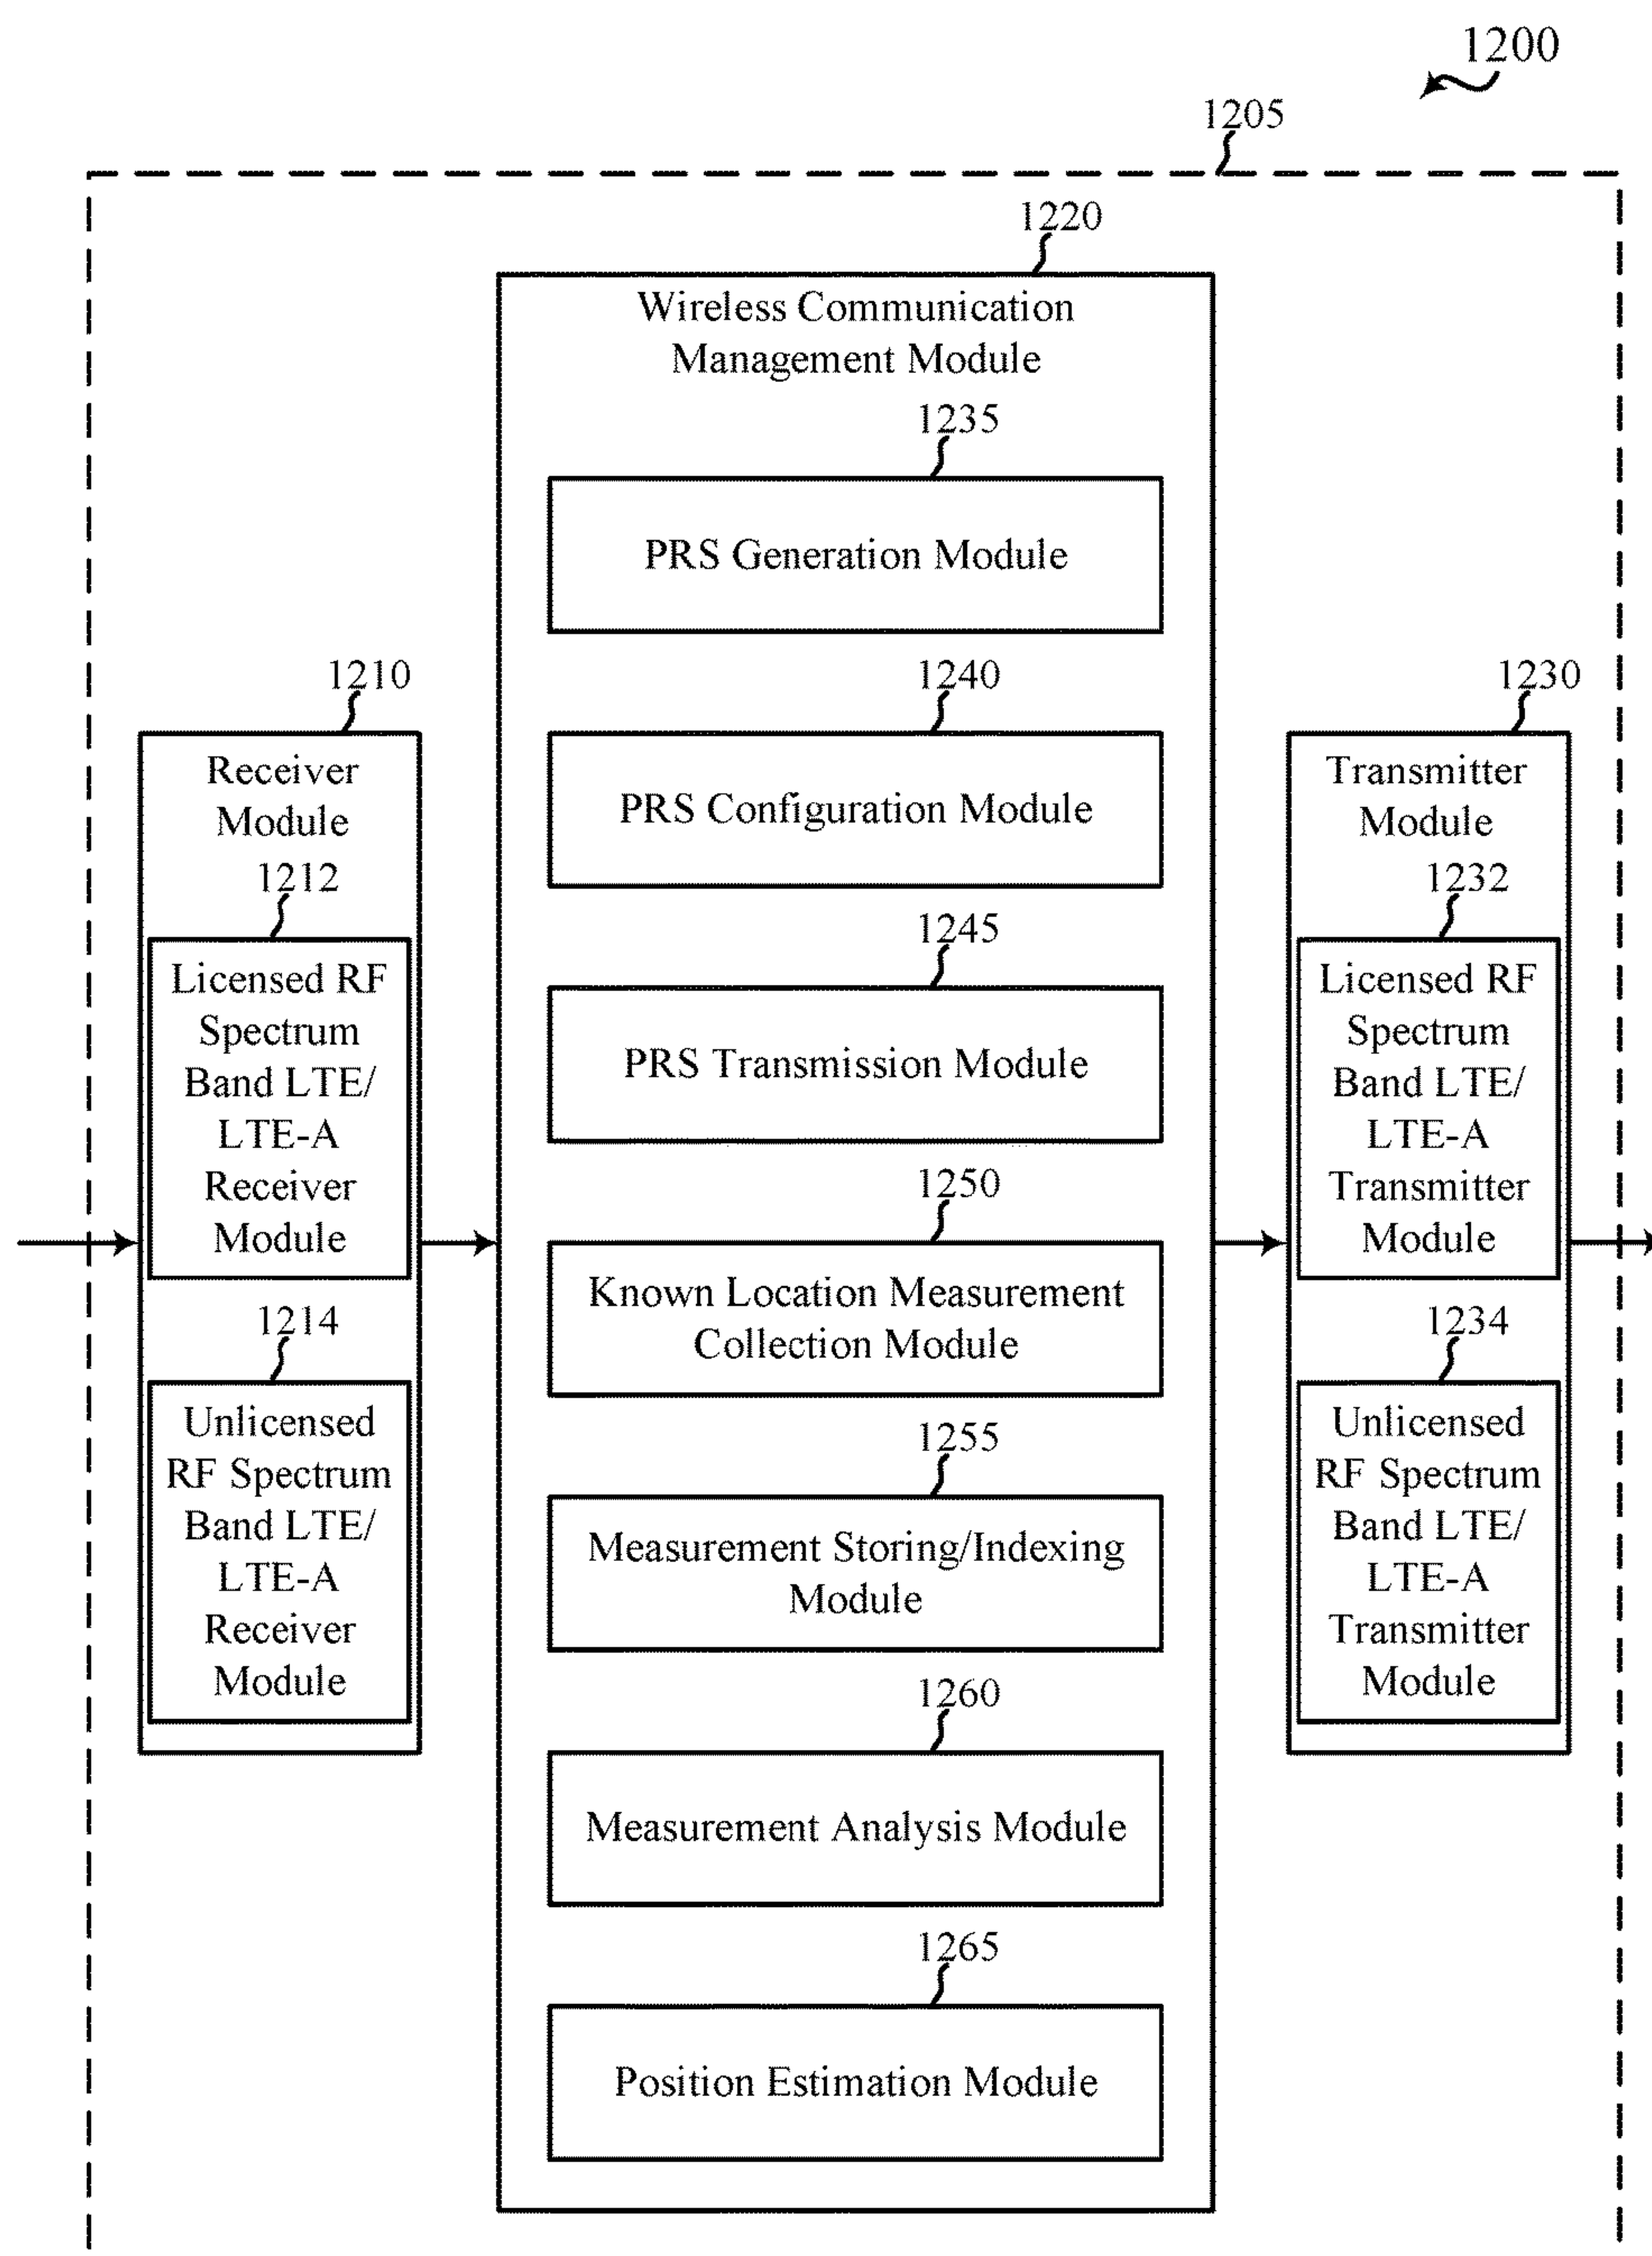 1200
1205
1220
Wireless Communication
Management Module
1235
PRS Generation Module
1210
1240
1230
Receiver
Module
PRS Configuration Module
Transmitter
Module
1212
1232
1245
Licensed RF
Spectrum
Band LTE/
LTE-A
Receiver
Module
PRS Transmission Module
Licensed RF
Spectrum
Band LTE/
LTE-A
Transmitter
Module
1250
Known Location Measurement
Collection Module
1214
1234
Unlicensed
RF Spectrum
Band LTE/
LTE-A
Receiver
Module
1255
Measurement Storing/Indexing
Module
Unlicensed
RF Spectrum
Band LTE/
LTE-A
Transmitter
Module
1260
Measurement Analysis Module
1265
Position Estimation Module